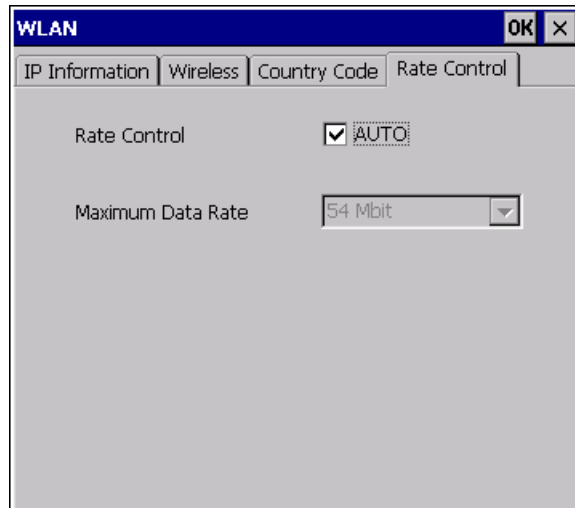 WLAN OK ×
IP Information Wireless Country Code Rate Control
Rate Control AUTO
Maximum Data Rate 54 Mbit